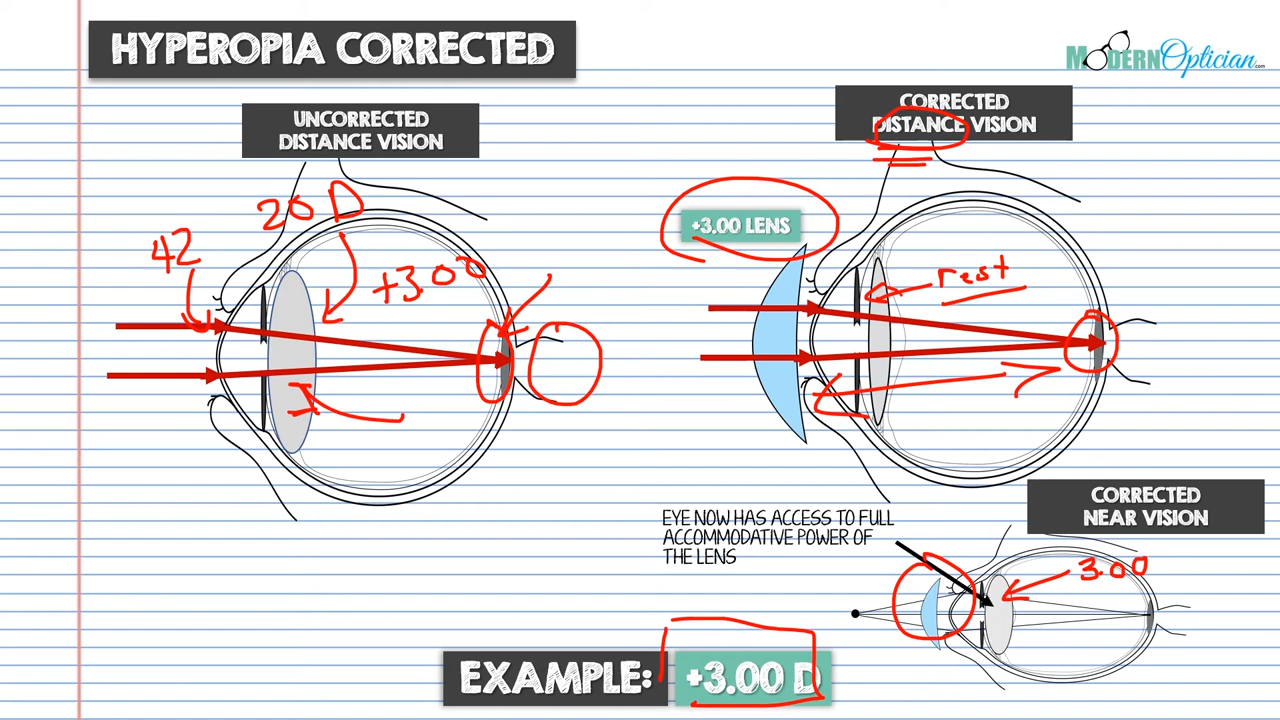 HYPEROPIA CORRECTED
MODERNOptician.com
UNCORRECTED
DISTANCE VISION
CORRECTED
DISTANCE VISION
20 D
42
+3.00
+3.00 LENS
rest
CORRECTED
NEAR VISION
EYE NOW HAS ACCESS TO FULL
ACCOMMODATIVE POWER OF
THE LENS
3.00
EXAMPLE: +3.00 D